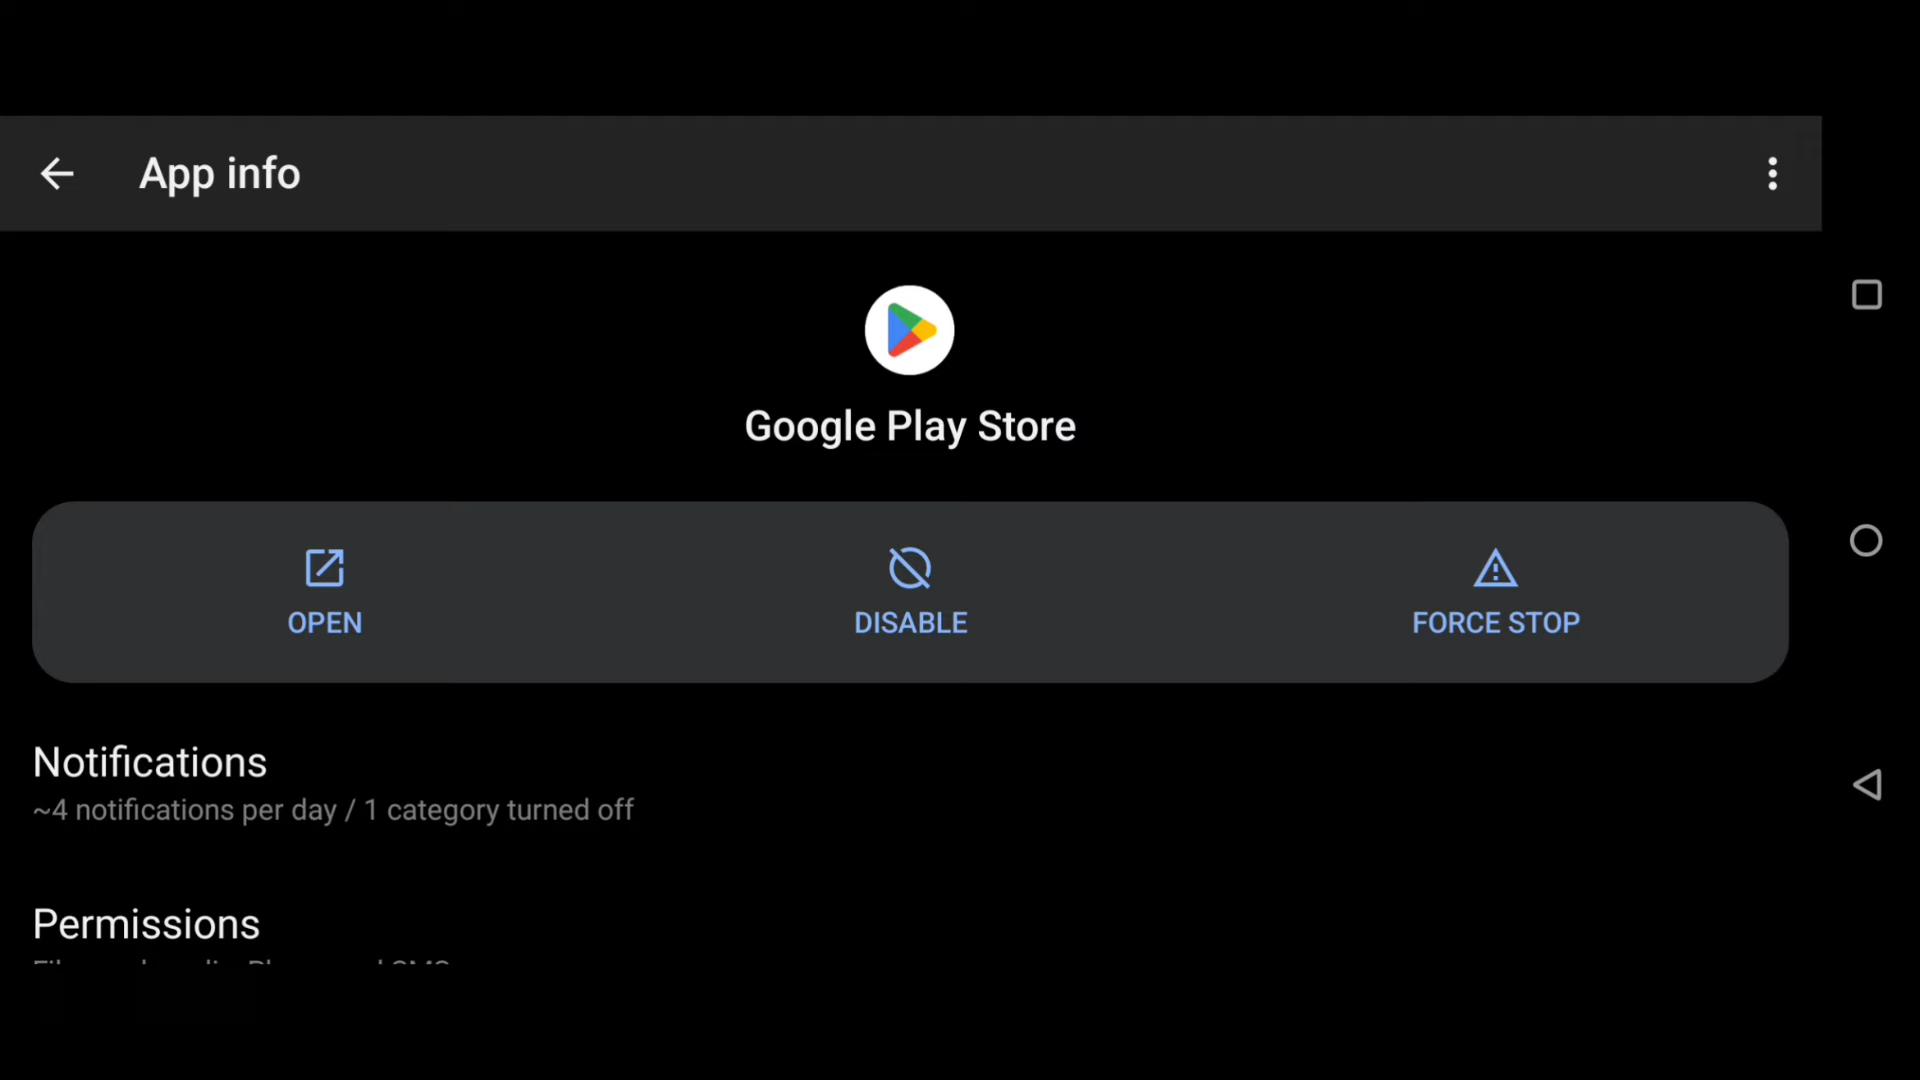 App info
Google Play Store
OPEN
DISABLE
FORCE STOP
Notifications
~4 notifications per day / 1 category turned off
Permissions